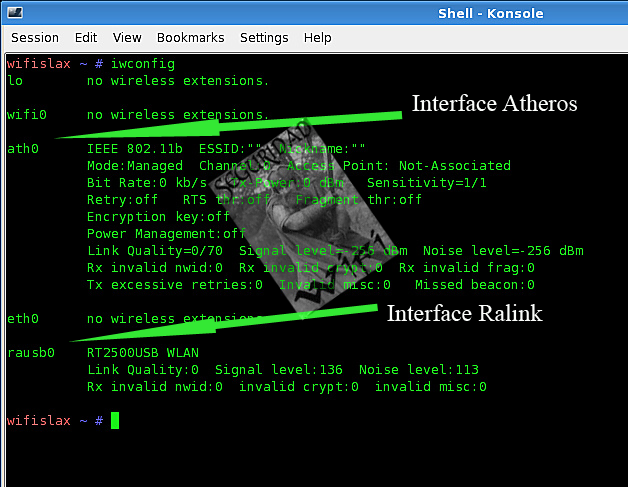 Shell - Konsole
Session Edit View Bookmarks Settings Help
wifislax ~ # iwconfig
lo no wireless extensions.
wifi0 no wireless extensions.
Interface Atheros
ath0 IEEE 802.11b ESSID:"" Nickname:""
Mode:Managed Channel:0 Access Point: Not-Associated
Bit Rate:0 kb/s Tx-Power:0 dBm Sensitivity=1/1
Retry:off RTS thr:off Fragment thr:off
Encryption key:off
Power Management:off
Link Quality=0/70 Signal level=-256 dBm Noise level=-256 dBm
Rx invalid nwid:0 Rx invalid crypt:0 Rx invalid frag:0
Tx excessive retries:0 Invalid misc:0 Missed beacon:0
eth0 no wireless extensions.
Interface Ralink
rausb0 RT2500USB WLAN
Link Quality:0 Signal level:136 Noise level:113
Rx invalid nwid:0 invalid crypt:0 invalid misc:0
wifislax ~ #